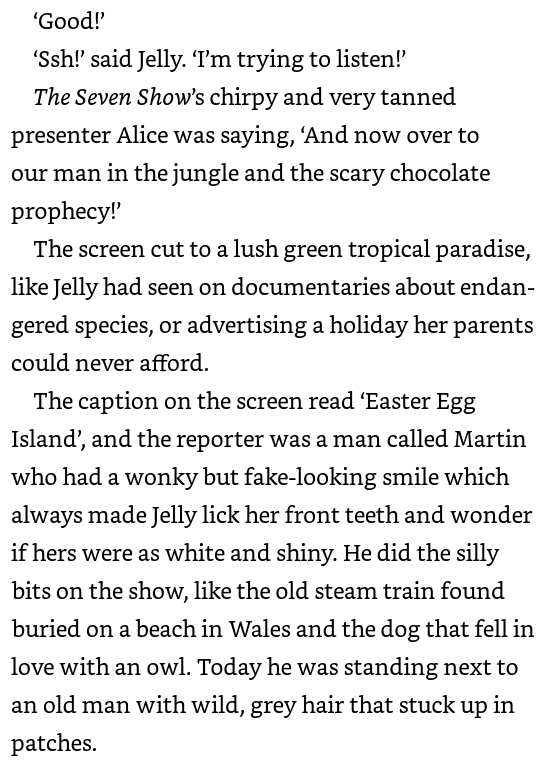 ‘Good!’
‘Ssh!’ said Jelly. ‘I’m trying to listen!’
The Seven Show’s chirpy and very tanned
presenter Alice was saying, ‘And now over to
our man in the jungle and the scary chocolate
prophecy!’
The screen cut to a lush green tropical paradise,
like Jelly had seen on documentaries about endan-
gered species, or advertising a holiday her parents
could never afford.
The caption on the screen read ‘Easter Egg
Island’, and the reporter was a man called Martin
who had a wonky but fake-looking smile which
always made Jelly lick her front teeth and wonder
if hers were as white and shiny. He did the silly
bits on the show, like the old steam train found
buried on a beach in Wales and the dog that fell in
love with an owl. Today he was standing next to
an old man with wild, grey hair that stuck up in
patches.